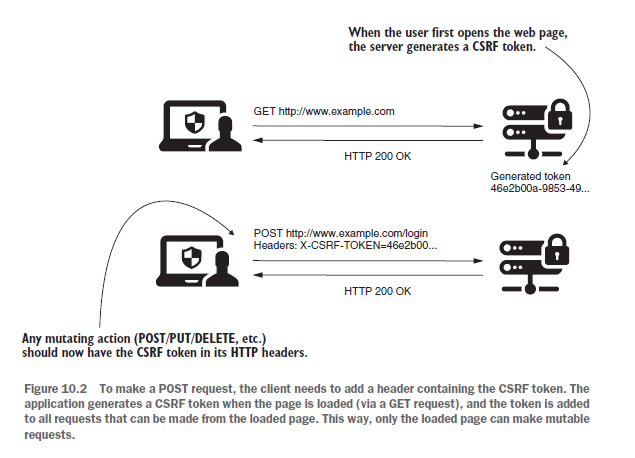 When the user first opens the web page,
the server generates a CSRF token.
GET http://www.example.com
HTTP 200 OK
Generated token
46e2b00a-9853-49...
POST http://www.example.com/login
Headers: X-CSRF-TOKEN=46e2b00...
HTTP 200 OK
Any mutating action (POST/PUT/DELETE, etc.)
should now have the CSRF token in its HTTP headers.
Figure 10.2 To make a POST request, the client needs to add a header containing the CSRF token. The
application generates a CSRF token when the page is loaded (via a GET request), and the token is added
to all requests that can be made from the loaded page. This way, only the loaded page can make mutable
requests.